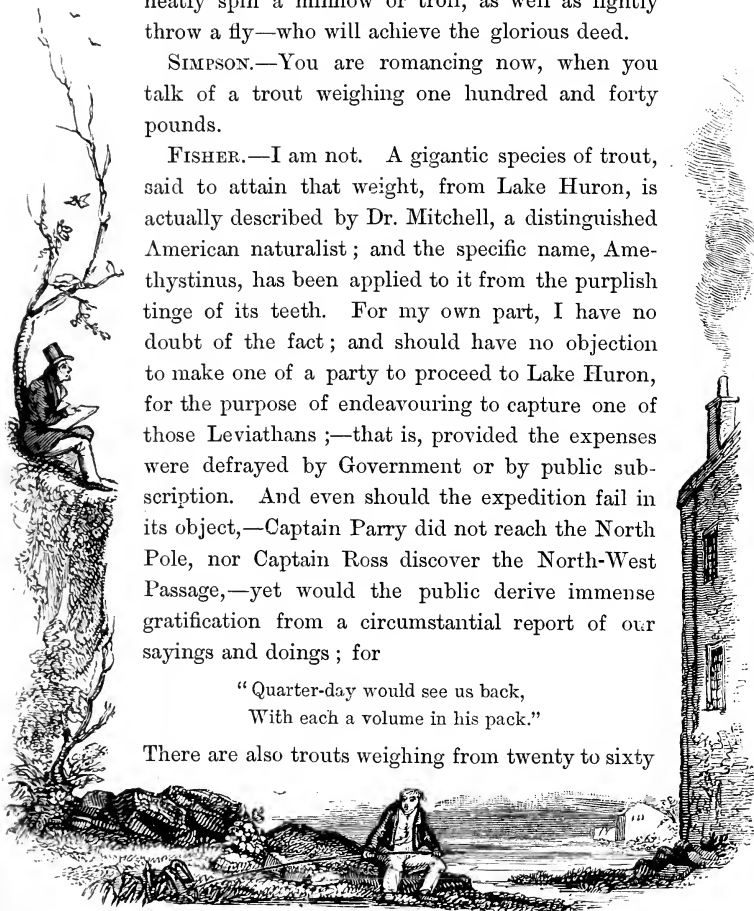 neatly spin a minnow or troll, as well as lightly
throw a fly—who will achieve the glorious deed.
SIMPSON.—You are romancing now, when you
talk of a trout weighing one hundred and forty
pounds.
FISHER.—I am not. A gigantic species of trout,
said to attain that weight, from Lake Huron, is
actually described by Dr. Mitchell, a distinguished
American naturalist ; and the specific name, Ame-
thystinus, has been applied to it from the purplish
tinge of its teeth. For my own part, I have no
doubt of the fact ; and should have no objection
to make one of a party to proceed to Lake Huron,
for the purpose of endeavouring to capture one of
those Leviathans ;—that is, provided the expenses
were defrayed by Government or by public sub-
scription. And even should the expedition fail in
its object,—Captain Parry did not reach the North
Pole, nor Captain Ross discover the North-West
Passage,—yet would the public derive immense
gratification from a circumstantial report of our
sayings and doings ; for
“ Quarter-day would see us back,
With each a volume in his pack.”
There are also trouts weighing from twenty to sixty